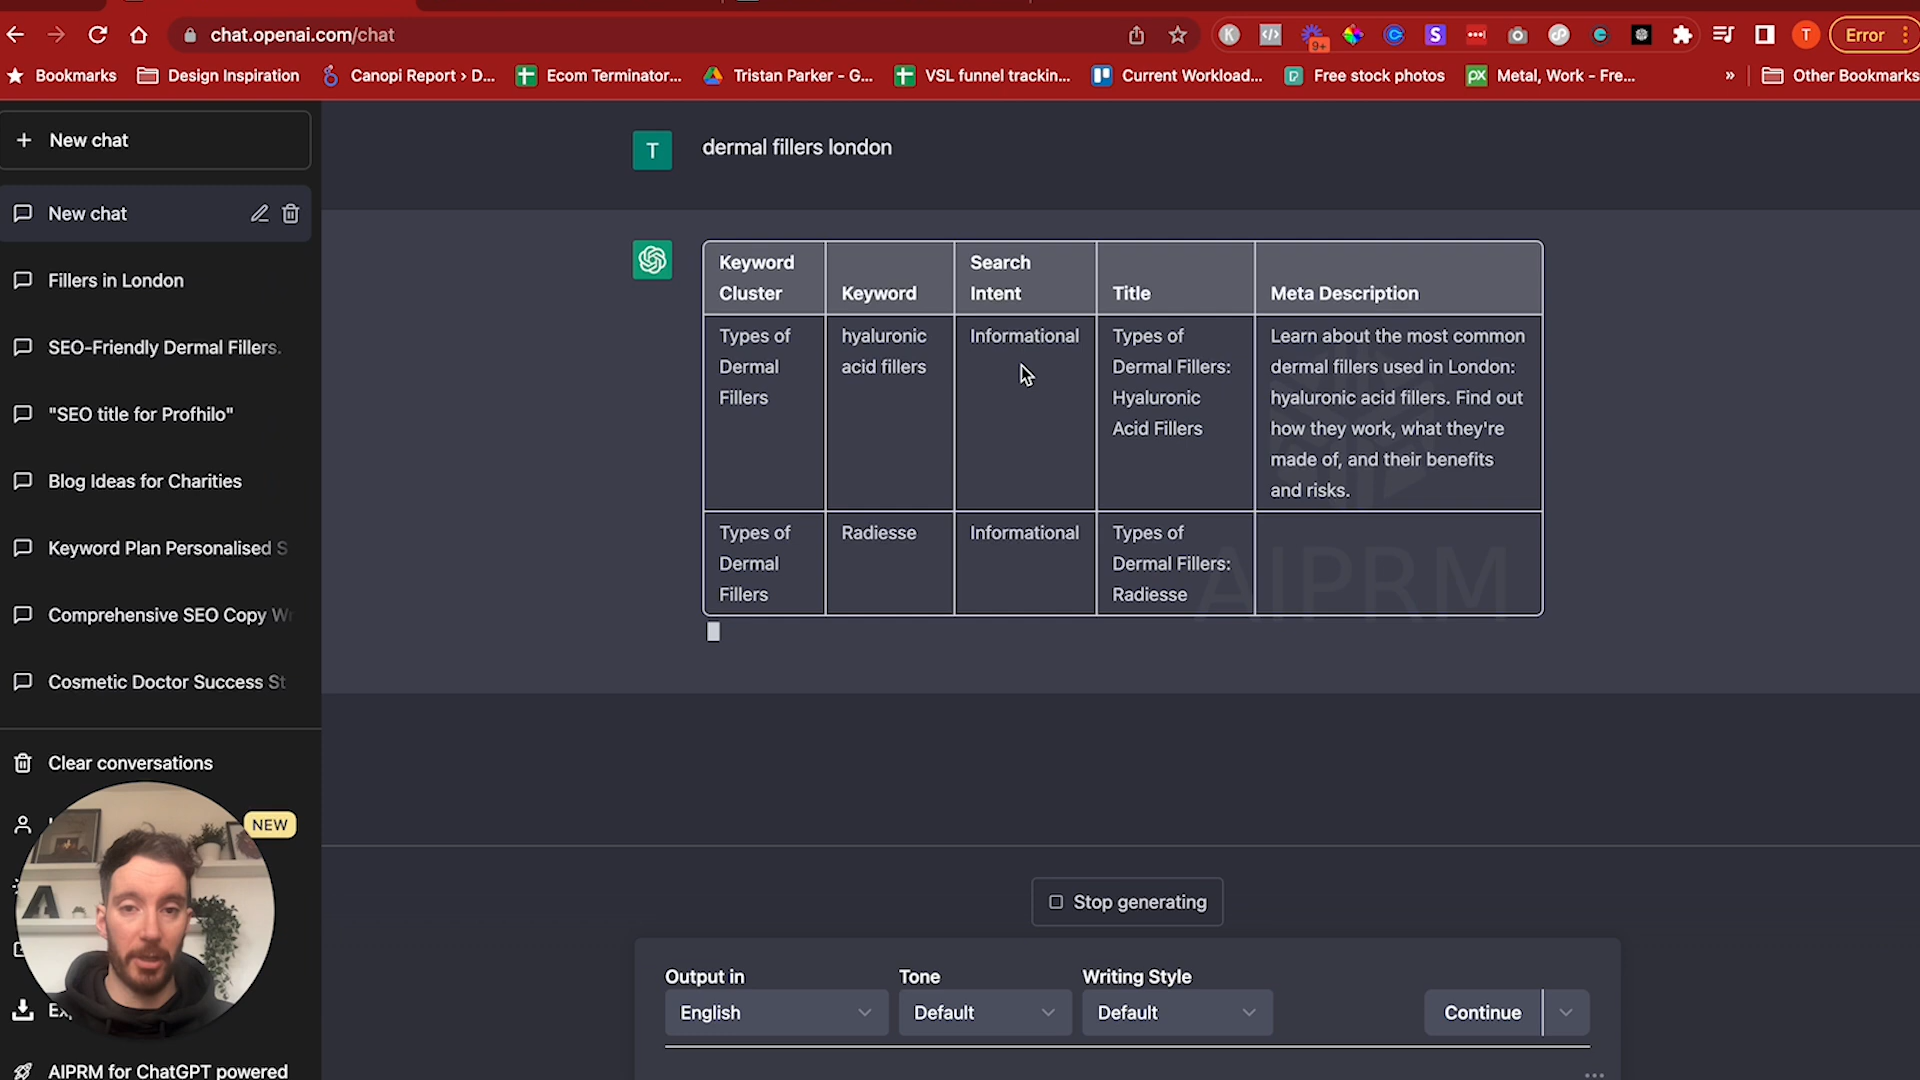 chat.openai.com/chat
9+
T
Error
Bookmarks
Design Inspiration
Canopi Report › D...
Ecom Terminator...
Tristan Parker - G...
VSL funnel trackin...
Current Workload...
Free stock photos
Metal, Work - Fre...
»
Other Bookmarks
New chat
New chat
Fillers in London
SEO-Friendly Dermal Fillers.
"SEO title for Profhilo"
Blog Ideas for Charities
Keyword Plan Personalised S
Comprehensive SEO Copy Wr
Cosmetic Doctor Success St
Clear conversations
NEW
AIPRM for ChatGPT powered
T
dermal fillers london
Keyword
Cluster
Keyword
Search
Intent
Title
Meta Description
Types of
Dermal
Fillers
hyaluronic
acid fillers
Informational
Types of
Dermal Fillers:
Hyaluronic
Acid Fillers
Learn about the most common
dermal fillers used in London:
hyaluronic acid fillers. Find out
how they work, what they're
made of, and their benefits
and risks.
Types of
Dermal
Fillers
Radiesse
Informational
Types of
Dermal Fillers:
Radiesse
AIPRM
Stop generating
Output in
English
Tone
Default
Writing Style
Default
Continue